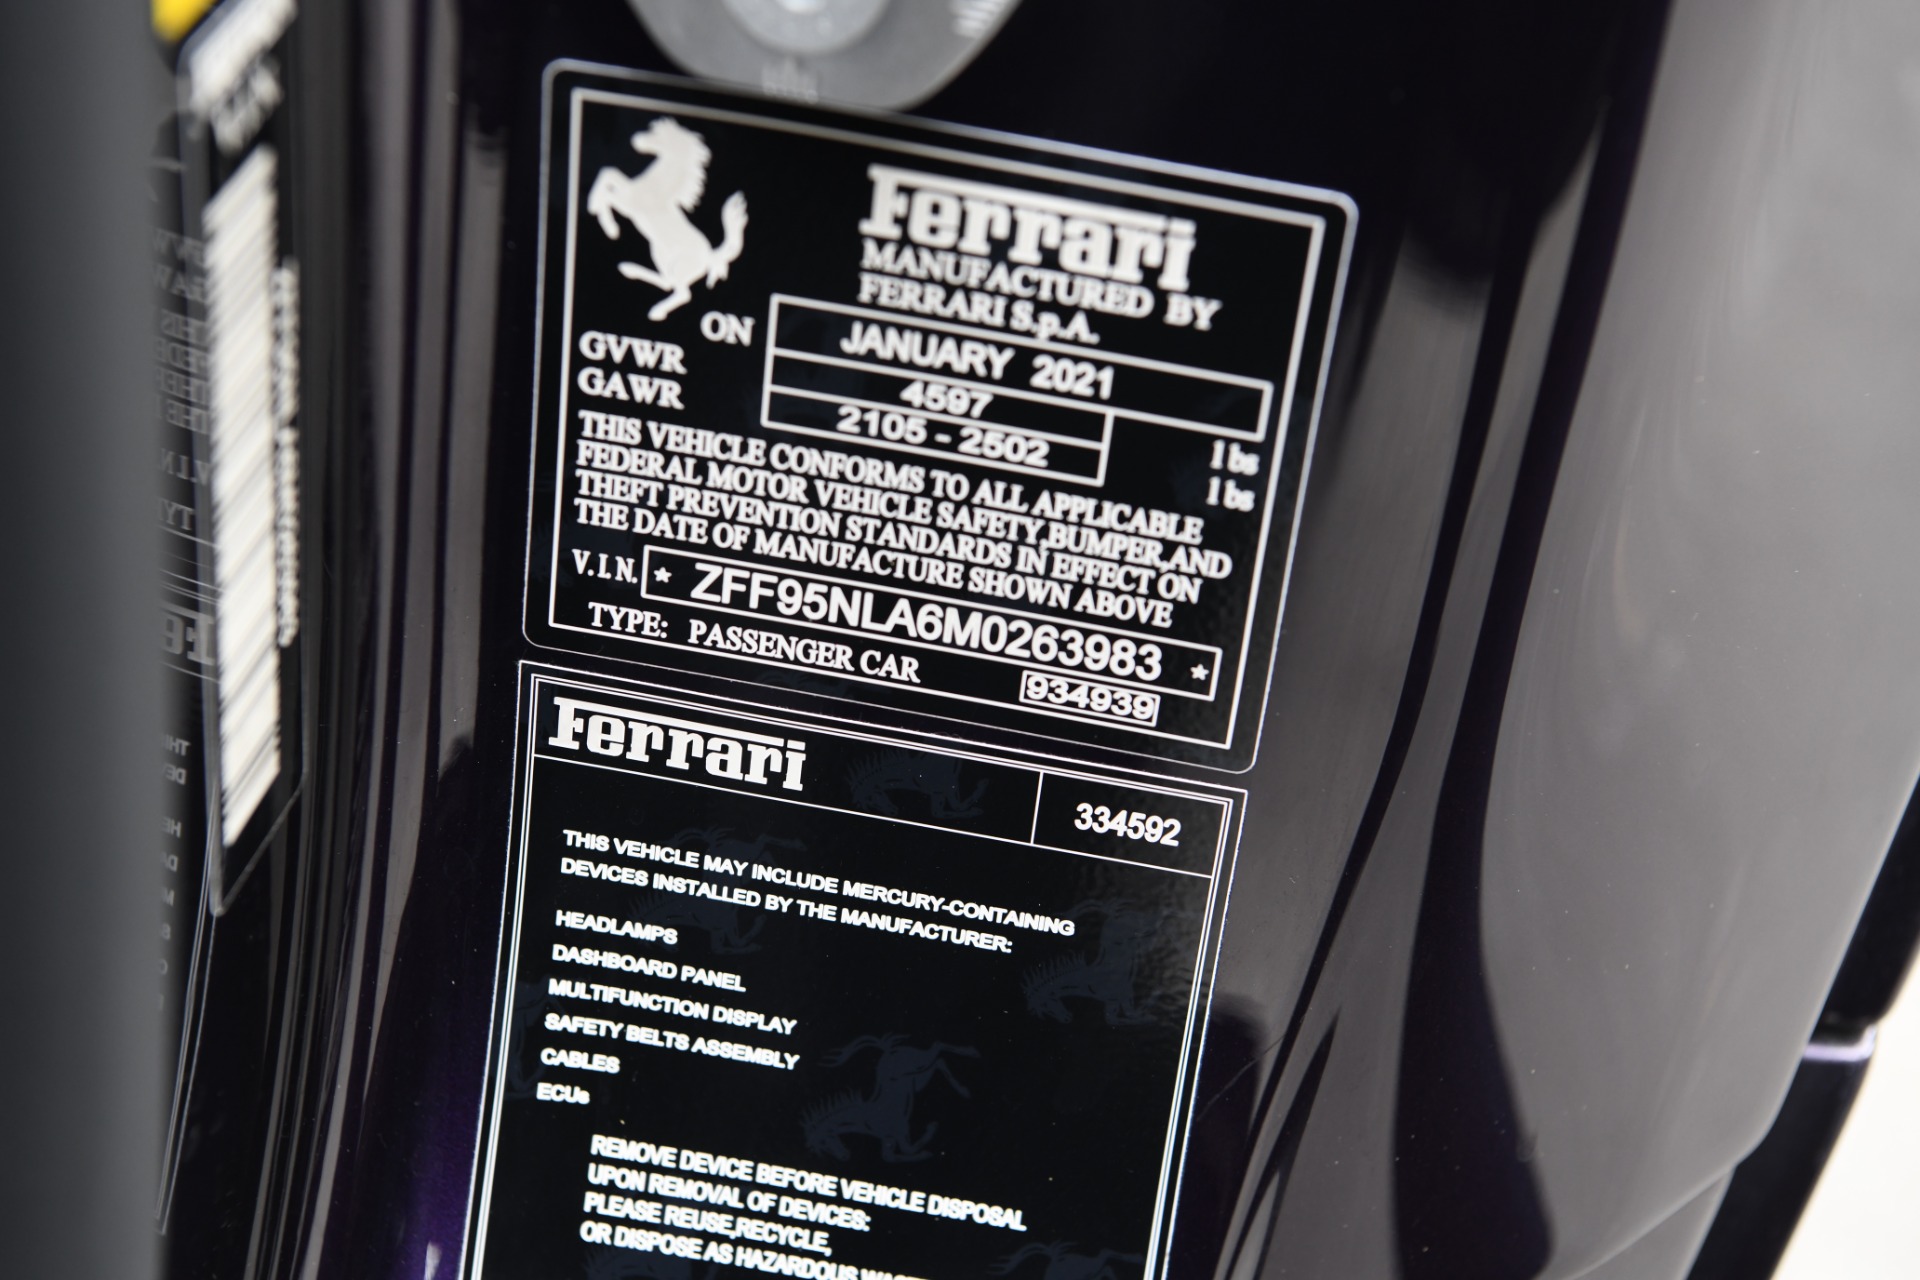 Ferrari
MANUFACTURED BY
FERRARI S.p.A.
ON JANUARY 2021
GVWR 4597 lbs
GAWR 2105 - 2502 lbs
THIS VEHICLE CONFORMS TO ALL APPLICABLE
FEDERAL MOTOR VEHICLE SAFETY,BUMPER,AND
THEFT PREVENTION STANDARDS IN EFFECT ON
THE DATE OF MANUFACTURE SHOWN ABOVE
V.I.N. * ZFF95NLA6M0263983 *
TYPE: PASSENGER CAR 934939
Ferrari 334592
THIS VEHICLE MAY INCLUDE MERCURY-CONTAINING
DEVICES INSTALLED BY THE MANUFACTURER:
HEADLAMPS
DASHBOARD PANEL
MULTIFUNCTION DISPLAY
SAFETY BELTS ASSEMBLY
CABLES
ECUs
REMOVE DEVICE BEFORE VEHICLE DISPOSAL
UPON REMOVAL OF DEVICES:
PLEASE REUSE,RECYCLE,
OR DISPOSE AS HAZARDOUS